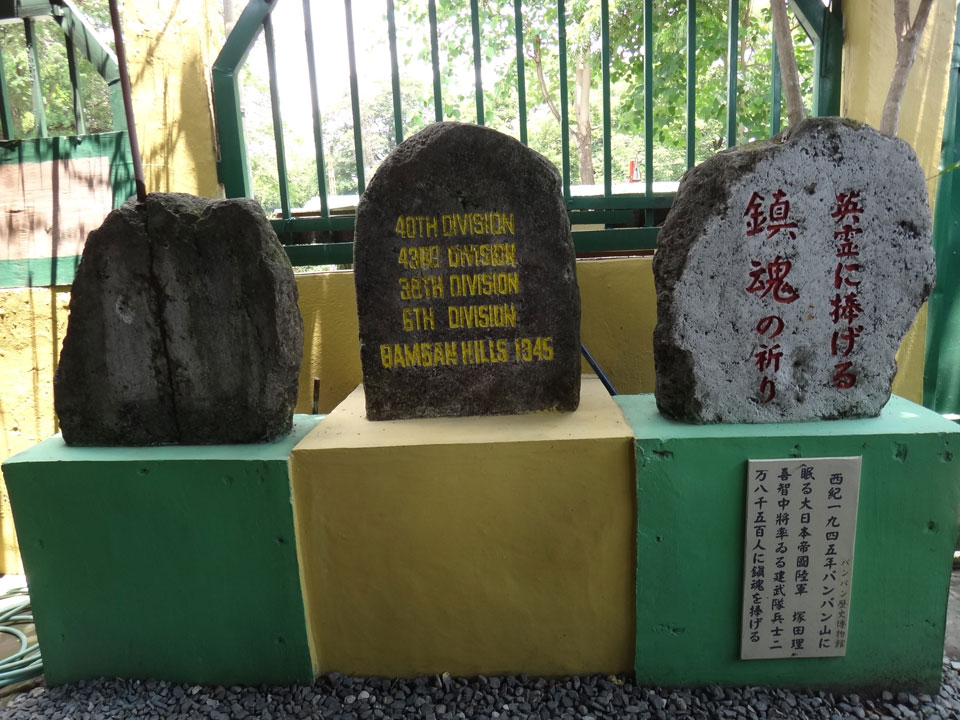 40TH DIVISION
43RD DIVISION
38TH DIVISION
6TH DIVISION
BAMBAN HILLS 1945
英霊に捧げる
鎮魂の祈り
バンバン歴史博物館
西紀一九四五年バンバン山に
眠る大日本帝國陸軍 塚田理
喜智中将率ゐる建武隊兵士二
万八千五百人に鎮魂を捧げる